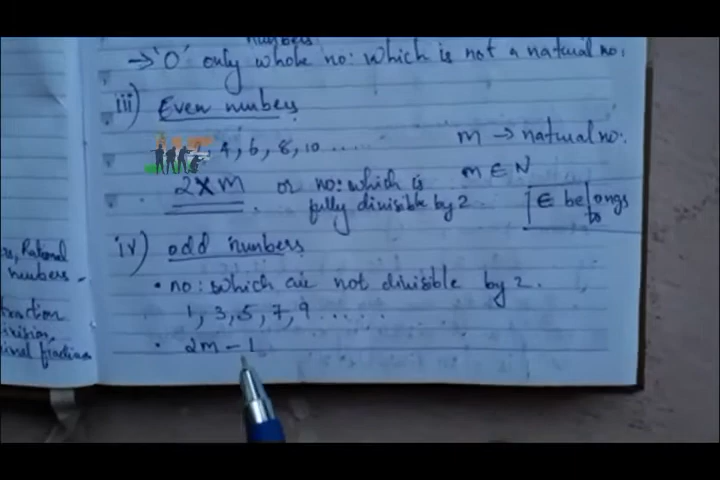 numbers
→ 'O' only whole no: which is not a natural no:
iii) Even numbers
2, 4, 6, 8, 10 .....
m → natural no:
2 x m or no: which is
fully divisible by 2
m ∈ N
∈ belongs
to
iv) odd numbers
• no: which are not divisible by 2.
1, 3, 5, 7, 9 ......
• 2m - 1
Rational
numbers